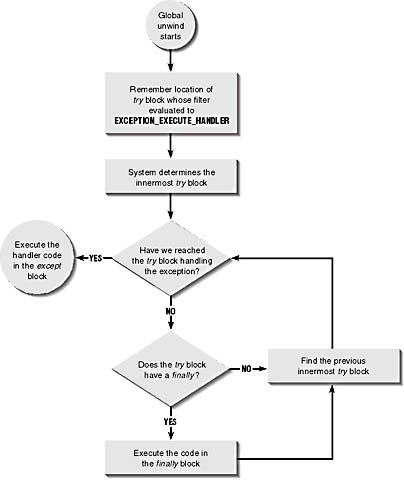 Global
unwind
starts
Remember location of
try block whose filter
evaluated to
EXCEPTION_EXECUTE_HANDLER
System determines the
innermost try block
Have we reached
the try block handling
the exception?
YES
Execute the
handler code
in the except
block
NO
Does the try block
have a finally?
NO
Find the previous
innermost try block
YES
Execute the code in
the finally block